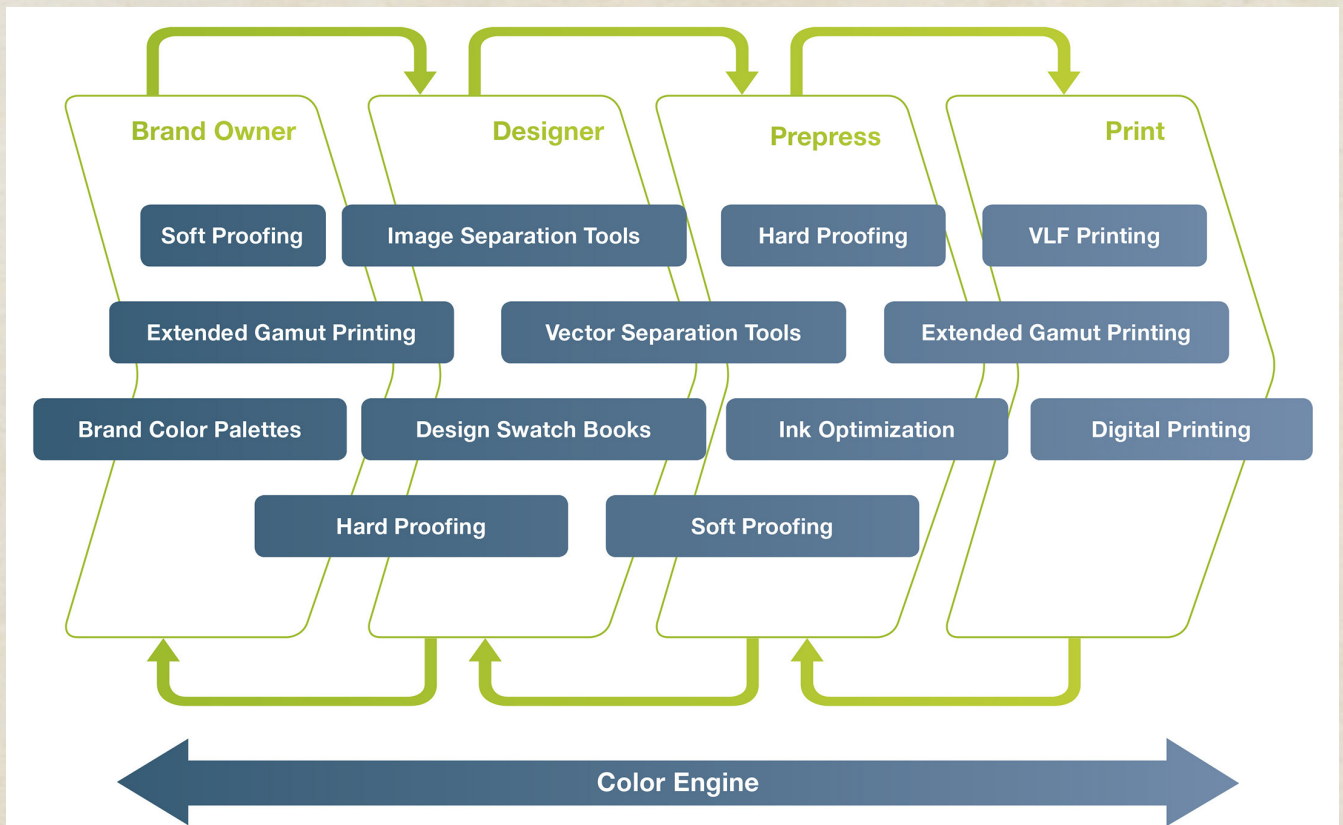 Brand Owner
Designer
Prepress
Print
Soft Proofing
Image Separation Tools
Hard Proofing
VLF Printing
Extended Gamut Printing
Vector Separation Tools
Extended Gamut Printing
Brand Color Palettes
Design Swatch Books
Ink Optimization
Digital Printing
Hard Proofing
Soft Proofing
Color Engine